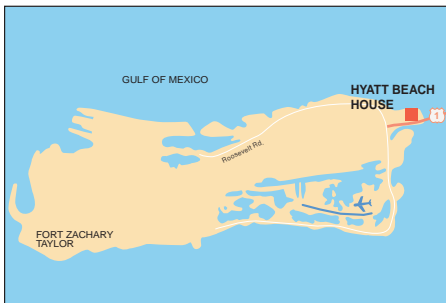 GULF OF MEXICO
HYATT BEACH
HOUSE
1
Roosevelt Rd.
FORT ZACHARY
TAYLOR